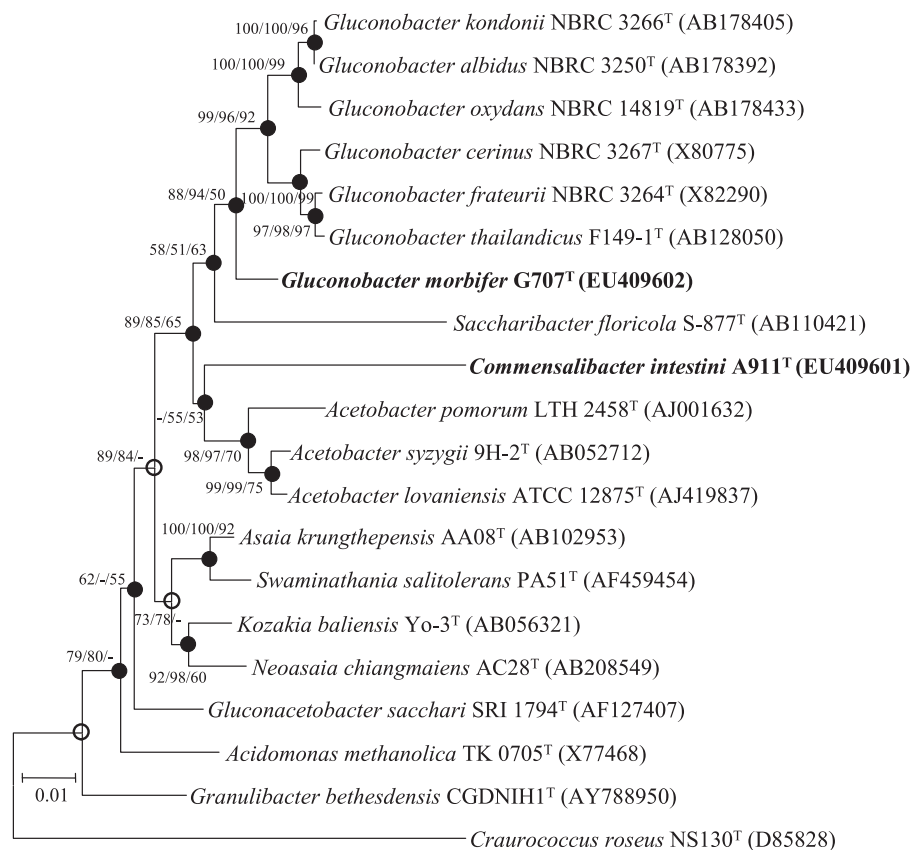 100/100/96
Gluconobacter kondonii NBRC 3266ᵀ (AB178405)
100/100/99
Gluconobacter albidus NBRC 3250ᵀ (AB178392)
Gluconobacter oxydans NBRC 14819ᵀ (AB178433)
99/96/92
Gluconobacter cerinus NBRC 3267ᵀ (X80775)
88/94/50
100/100/99
Gluconobacter frateurii NBRC 3264ᵀ (X82290)
97/98/97
Gluconobacter thailandicus F149-1ᵀ (AB128050)
58/51/63
Gluconobacter morbifer G707ᵀ (EU409602)
89/85/65
Saccharibacter floricola S-877ᵀ (AB110421)
Commensalibacter intestini A911ᵀ (EU409601)
-/55/53
Acetobacter pomorum LTH 2458ᵀ (AJ001632)
89/84/-
98/97/70
Acetobacter syzygii 9H-2ᵀ (AB052712)
99/99/75
Acetobacter lovaniensis ATCC 12875ᵀ (AJ419837)
100/100/92
Asaia krungthepensis AA08ᵀ (AB102953)
62/-/55
Swaminathania salitolerans PA51ᵀ (AF459454)
73/78/-
Kozakia baliensis Yo-3ᵀ (AB056321)
79/80/-
92/98/60
Neoasaia chiangmaiens AC28ᵀ (AB208549)
Gluconacetobacter sacchari SRI 1794ᵀ (AF127407)
Acidomonas methanolica TK 0705ᵀ (X77468)
0.01
Granulibacter bethesdensis CGDNIH1ᵀ (AY788950)
Craurococcus roseus NS130ᵀ (D85828)